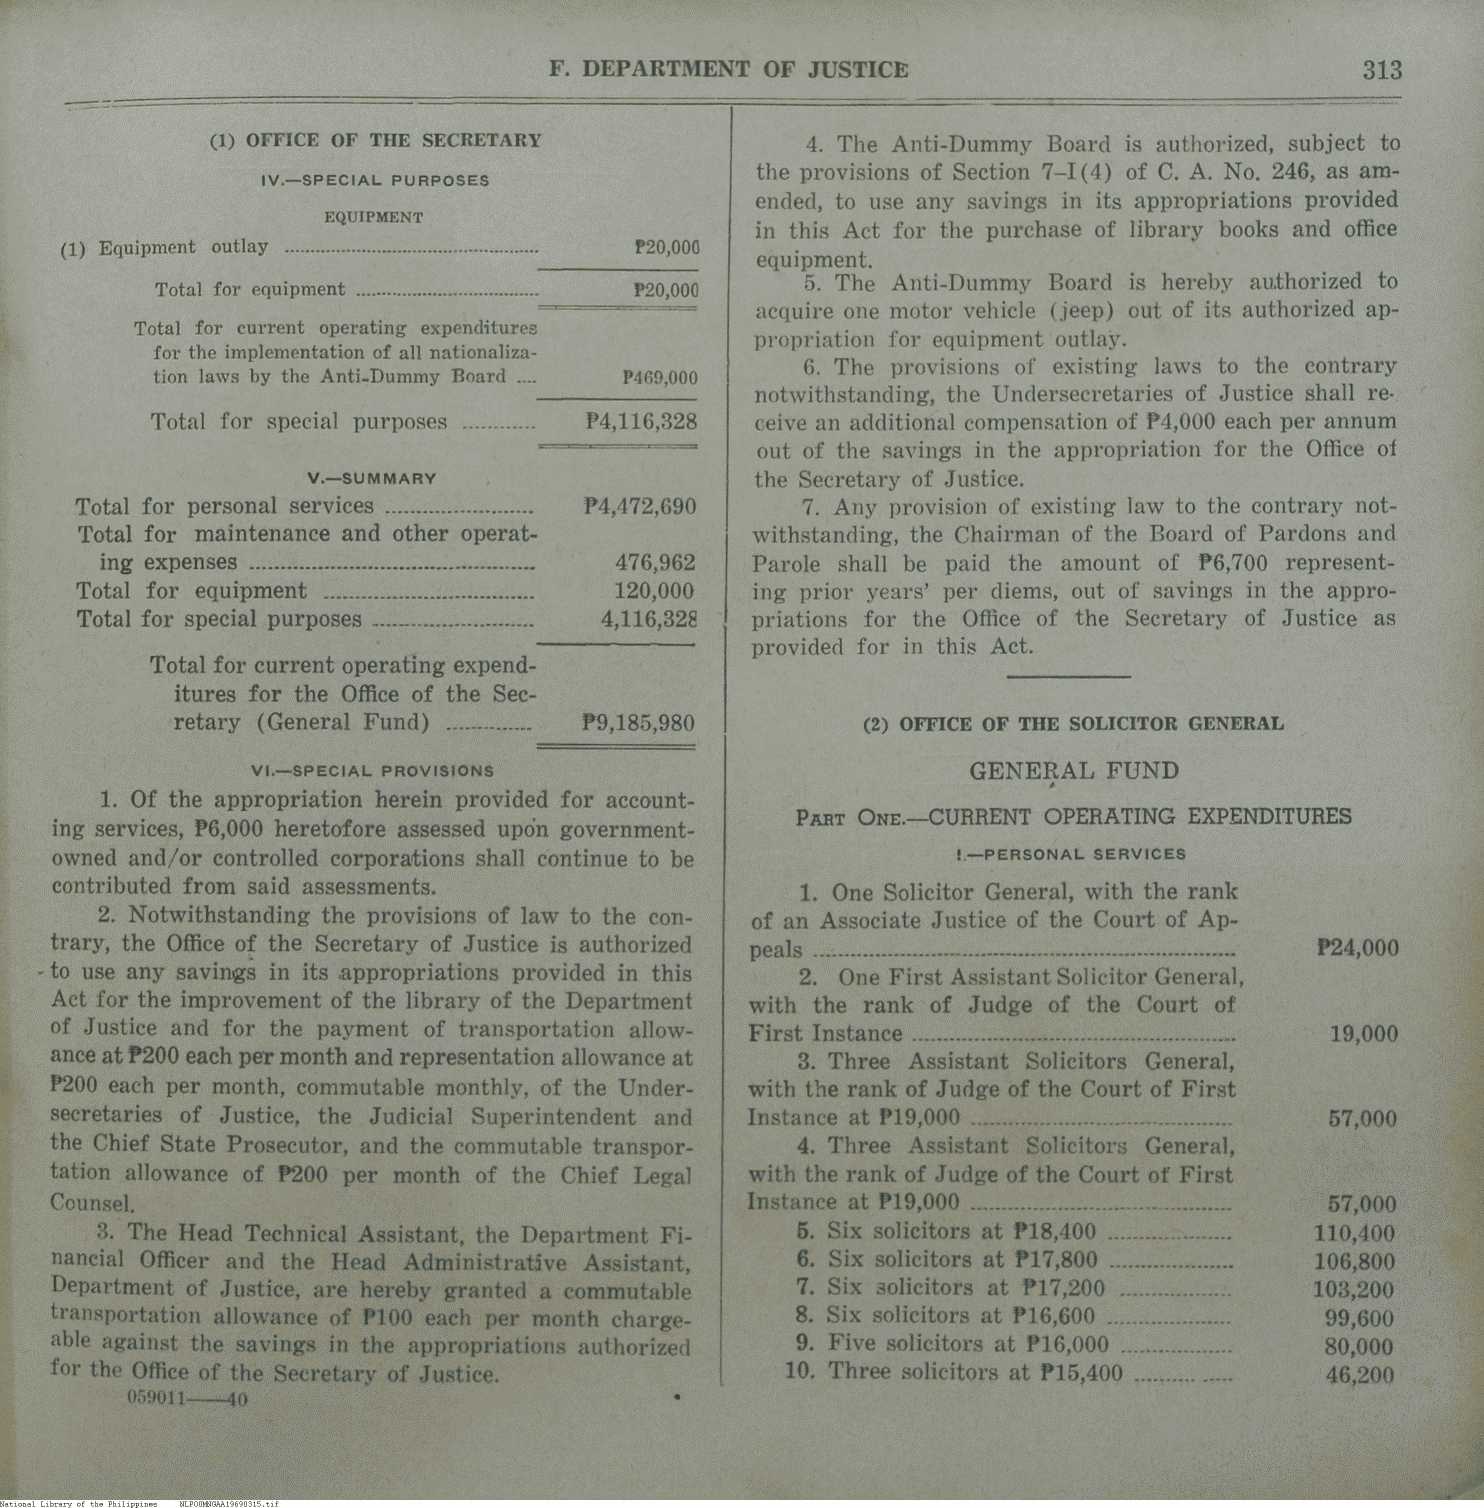 F. DEPARTMENT OF JUSTICE 313
(1) OFFICE OF THE SECRETARY
IV.—SPECIAL PURPOSES
EQUIPMENT
(1) Equipment outlay ₱20,000
Total for equipment ₱20,000
Total for current operating expenditures
for the implementation of all nationaliza-
tion laws by the Anti-Dummy Board .... ₱469,000
Total for special purposes ₱4,116,328
V.—SUMMARY
Total for personal services ₱4,472,690
Total for maintenance and other operat-
ing expenses 476,962
Total for equipment 120,000
Total for special purposes 4,116,328
Total for current operating expend-
itures for the Office of the Sec-
retary (General Fund) ₱9,185,980
VI.—SPECIAL PROVISIONS
1. Of the appropriation herein provided for account-
ing services, ₱6,000 heretofore assessed upon government-
owned and/or controlled corporations shall continue to be
contributed from said assessments.
2. Notwithstanding the provisions of law to the con-
trary, the Office of the Secretary of Justice is authorized
to use any savings in its appropriations provided in this
Act for the improvement of the library of the Department
of Justice and for the payment of transportation allow-
ance at ₱200 each per month and representation allowance at
₱200 each per month, commutable monthly, of the Under-
secretaries of Justice, the Judicial Superintendent and
the Chief State Prosecutor, and the commutable transpor-
tation allowance of ₱200 per month of the Chief Legal
Counsel.
3. The Head Technical Assistant, the Department Fi-
nancial Officer and the Head Administrative Assistant,
Department of Justice, are hereby granted a commutable
transportation allowance of ₱100 each per month charge-
able against the savings in the appropriations authorized
for the Office of the Secretary of Justice.
059011——40
4. The Anti-Dummy Board is authorized, subject to
the provisions of Section 7–I(4) of C. A. No. 246, as am-
ended, to use any savings in its appropriations provided
in this Act for the purchase of library books and office
equipment.
5. The Anti-Dummy Board is hereby authorized to
acquire one motor vehicle (jeep) out of its authorized ap-
propriation for equipment outlay.
6. The provisions of existing laws to the contrary
notwithstanding, the Undersecretaries of Justice shall re-
ceive an additional compensation of ₱4,000 each per annum
out of the savings in the appropriation for the Office of
the Secretary of Justice.
7. Any provision of existing law to the contrary not-
withstanding, the Chairman of the Board of Pardons and
Parole shall be paid the amount of ₱6,700 represent-
ing prior years' per diems, out of savings in the appro-
priations for the Office of the Secretary of Justice as
provided for in this Act.
(2) OFFICE OF THE SOLICITOR GENERAL
GENERAL FUND
PART ONE.—CURRENT OPERATING EXPENDITURES
I.—PERSONAL SERVICES
1. One Solicitor General, with the rank
of an Associate Justice of the Court of Ap-
peals ₱24,000
2. One First Assistant Solicitor General,
with the rank of Judge of the Court of
First Instance 19,000
3. Three Assistant Solicitors General,
with the rank of Judge of the Court of First
Instance at ₱19,000 57,000
4. Three Assistant Solicitors General,
with the rank of Judge of the Court of First
Instance at ₱19,000 57,000
5. Six solicitors at ₱18,400 110,400
6. Six solicitors at ₱17,800 106,800
7. Six solicitors at ₱17,200 103,200
8. Six solicitors at ₱16,600 99,600
9. Five solicitors at ₱16,000 80,000
10. Three solicitors at ₱15,400 46,200
National Library of the Philippines NLPOOMNGAA19690315.tif